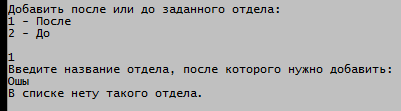 Добавить после или до заданного отдела:
1 - После
2 - До
1
Введите название отдела, после которого нужно добавить:
Ошы
В списке нету такого отдела.